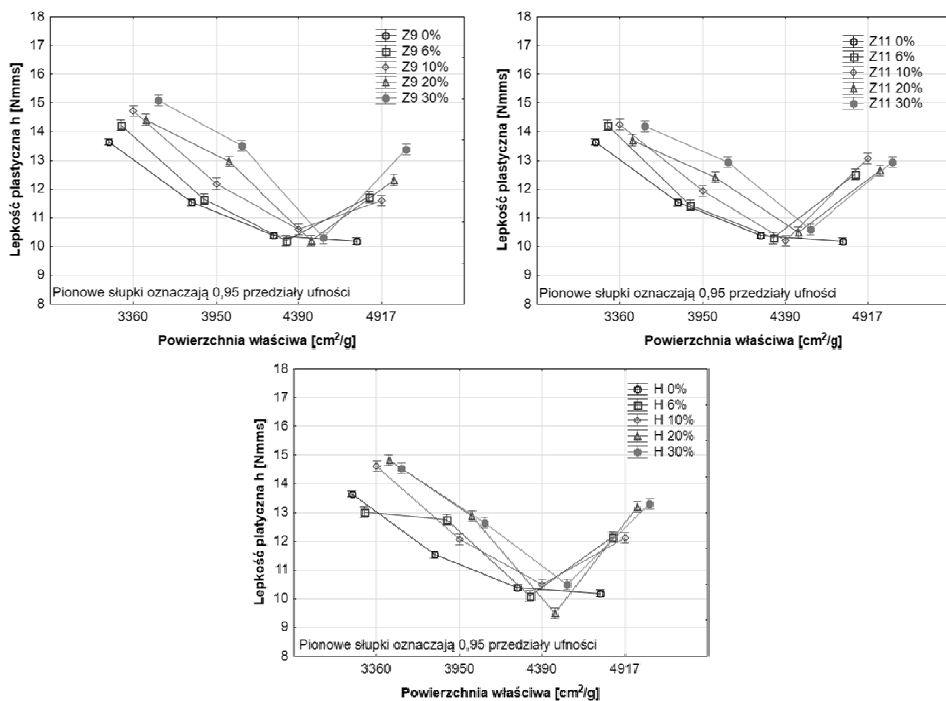 18
17
16
15
14
13
12
11
10
9
8
Lepkość plastyczna h [Nmms]
Z9 0%
Z9 6%
Z9 10%
Z9 20%
Z9 30%
Pionowe słupki oznaczają 0,95 przedziały ufności
3360 3950 4390 4917
Powierzchnia właściwa [cm²/g]
18
17
16
15
14
13
12
11
10
9
8
Lepkość plastyczna [Nmms]
Z11 0%
Z11 6%
Z11 10%
Z11 20%
Z11 30%
Pionowe słupki oznaczają 0,95 przedziały ufności
3360 3950 4390 4917
Powierzchnia właściwa [cm²/g]
18
17
16
15
14
13
12
11
10
9
8
Lepkość platyczna h [Nmms]
H 0%
H 6%
H 10%
H 20%
H 30%
Pionowe słupki oznaczają 0,95 przedziały ufności
3360 3950 4390 4917
Powierzchnia właściwa [cm²/g]